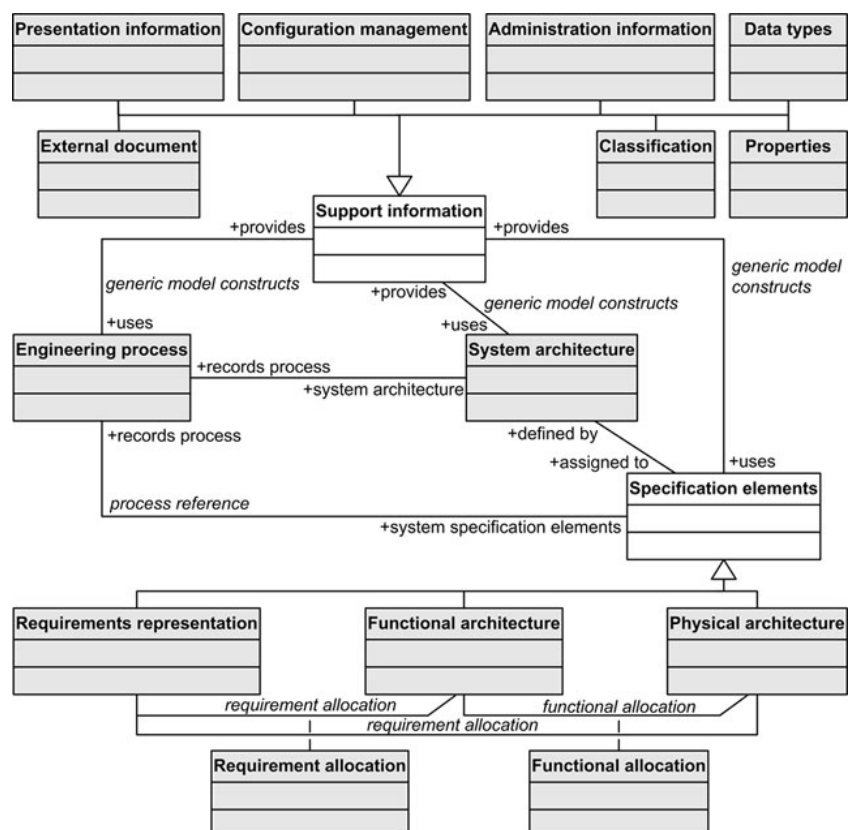 Presentation information
Configuration management
Administration information
Data types
External document
Classification
Properties
Support information
+provides
+provides
generic model constructs
+provides
generic model constructs
generic model
constructs
+uses
+uses
Engineering process
System architecture
+records process
+system architecture
+records process
+defined by
+assigned to
+uses
Specification elements
process reference
+system specification elements
Requirements representation
Functional architecture
Physical architecture
requirement allocation
functional allocation
requirement allocation
Requirement allocation
Functional allocation